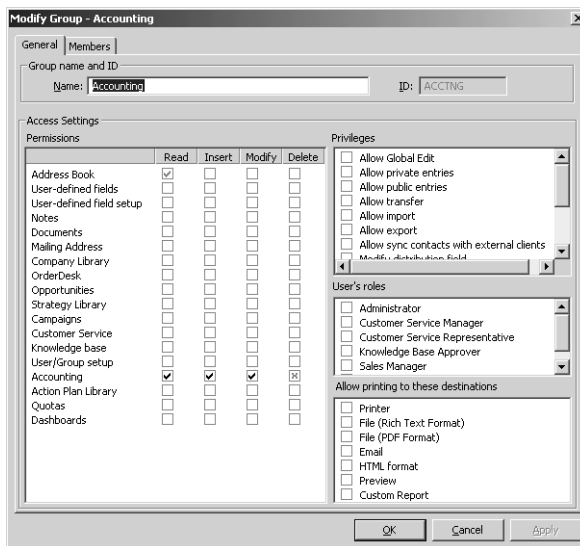 Modify Group - Accounting
General Members
Group name and ID
Name: Accounting ID: ACCTNG
Access Settings
Permissions
Read Insert Modify Delete
Address Book
User-defined fields
User-defined field setup
Notes
Documents
Mailing Address
Company Library
OrderDesk
Opportunities
Strategy Library
Campaigns
Customer Service
Knowledge base
User/Group setup
Accounting
Action Plan Library
Quotas
Dashboards
Privileges
Allow Global Edit
Allow private entries
Allow public entries
Allow transfer
Allow import
Allow export
Allow sync contacts with external clients
Modify distribution field
User's roles
Administrator
Customer Service Manager
Customer Service Representative
Knowledge Base Approver
Sales Manager
Allow printing to these destinations
Printer
File (Rich Text Format)
File (PDF Format)
Email
HTML format
Preview
Custom Report
OK Cancel Apply